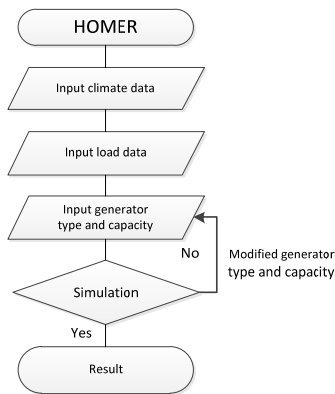 HOMER
Input climate data
Input load data
Input generator
type and capacity
No
Modified generator
type and capacity
Simulation
Yes
Result